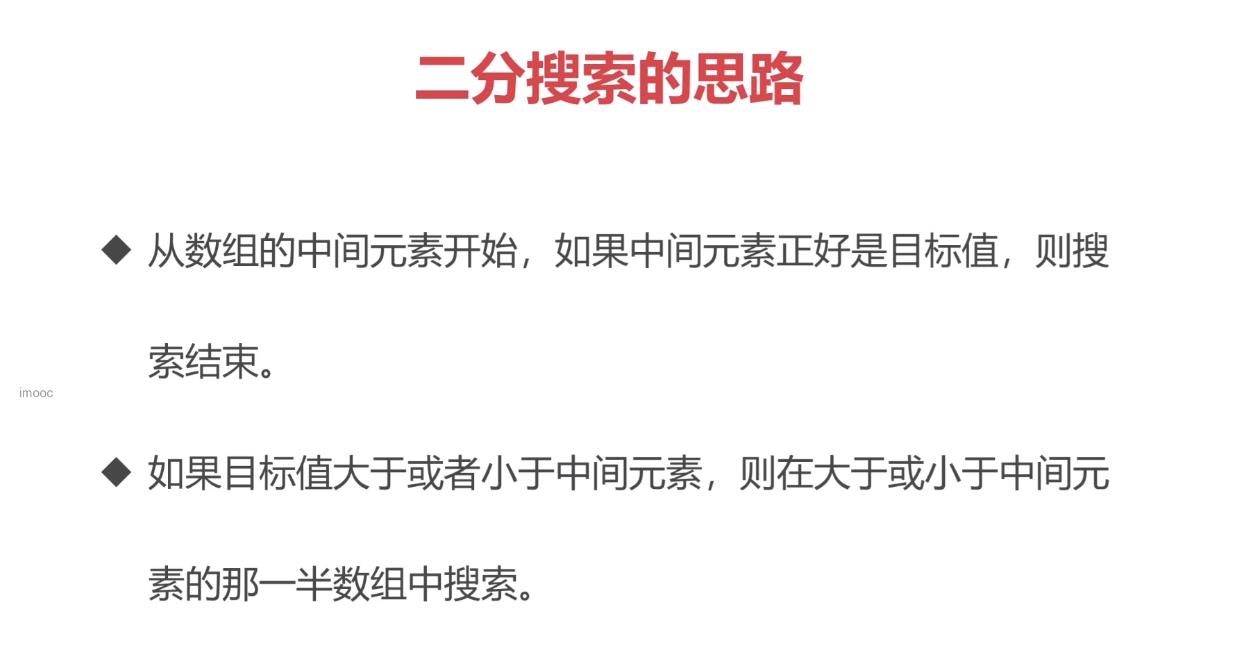 二分搜索的思路
◆ 从数组的中间元素开始，如果中间元素正好是目标值，则搜
索结束。
imooc
◆ 如果目标值大于或者小于中间元素，则在大于或小于中间元
素的那一半数组中搜索。